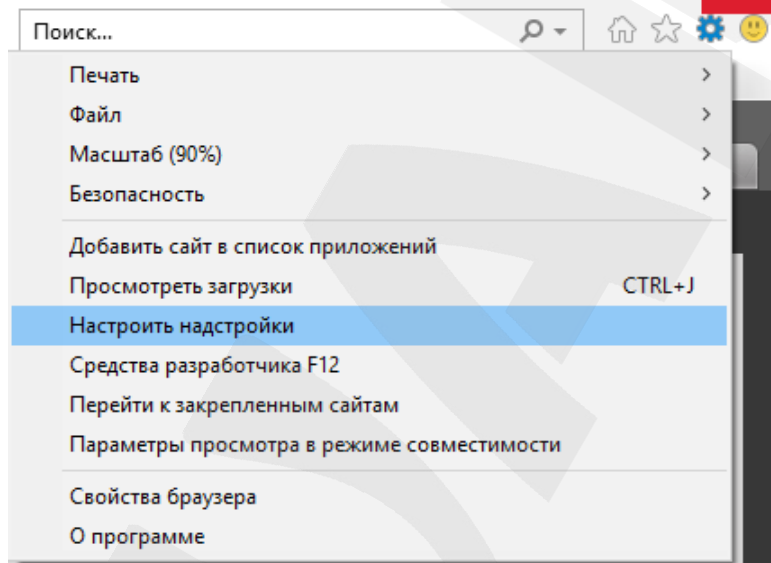 Поиск...
Печать
Файл
Масштаб (90%)
Безопасность
Добавить сайт в список приложений
Просмотреть загрузки CTRL+J
Настроить надстройки
Средства разработчика F12
Перейти к закрепленным сайтам
Параметры просмотра в режиме совместимости
Свойства браузера
О программе